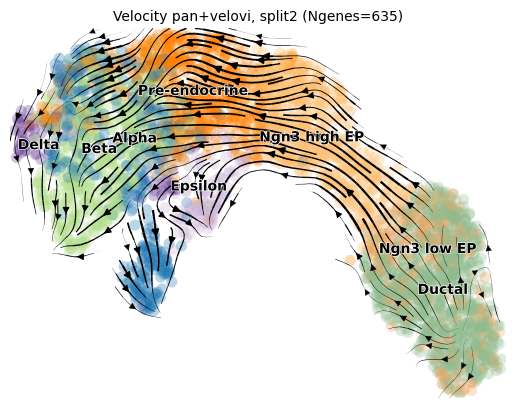 Velocity pan+velovi, split2 (Ngenes=635)
Pre-endocrine
Ngn3 high EP
Alpha
Delta
Beta
Epsilon
Ngn3 low EP
Ductal